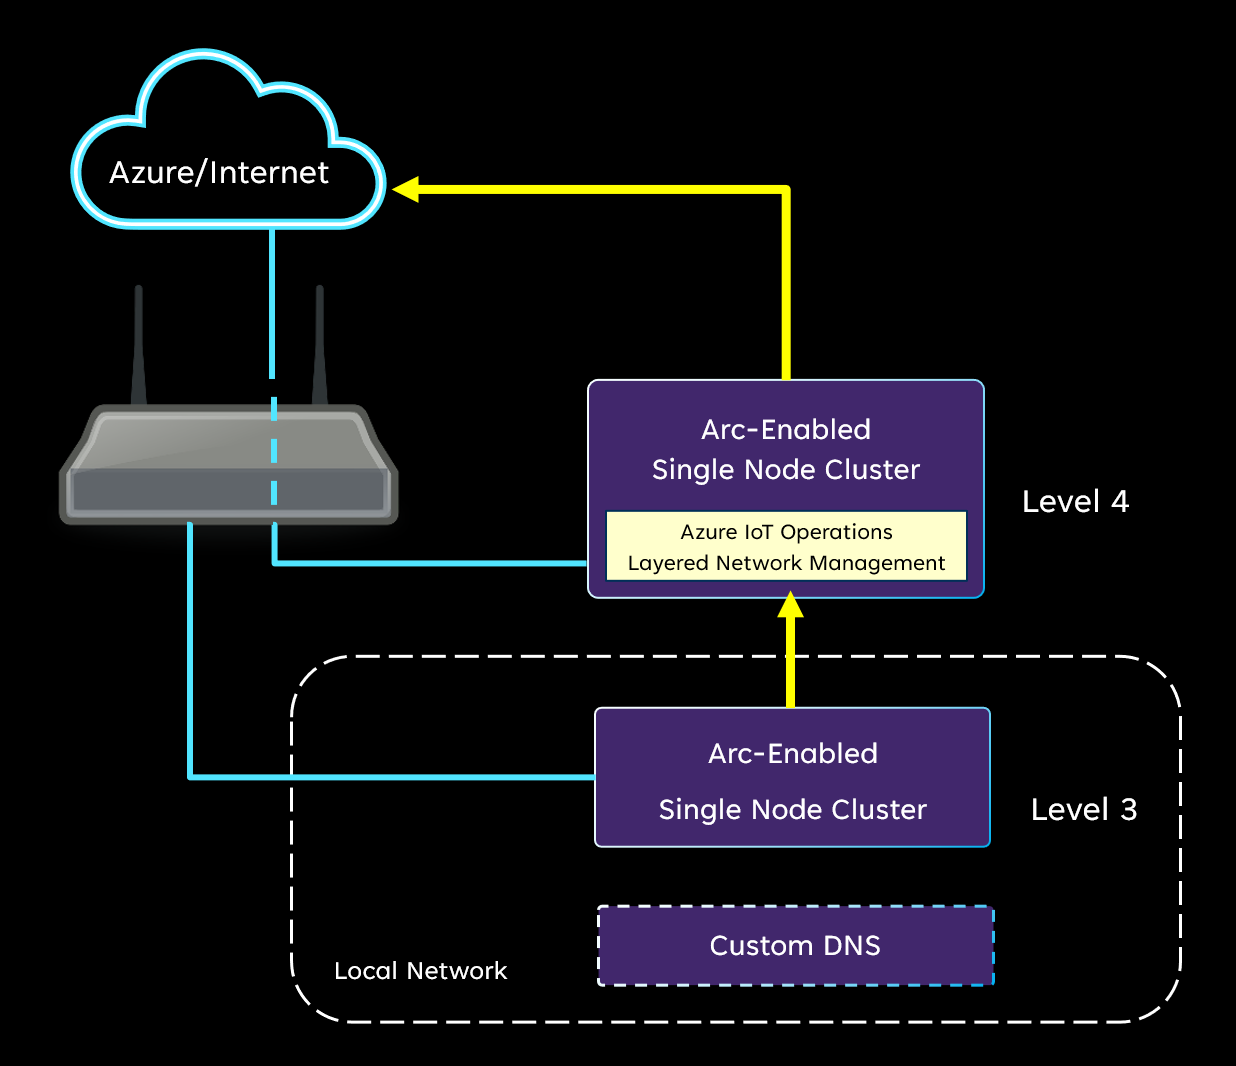 Azure/Internet
Arc-Enabled
Single Node Cluster
Azure IoT Operations
Layered Network Management
Level 4
Arc-Enabled
Single Node Cluster
Level 3
Custom DNS
Local Network